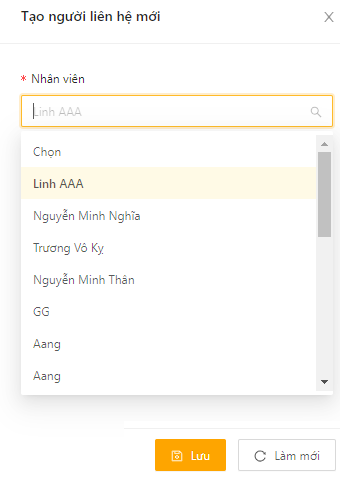 Tạo người liên hệ mới
* Nhân viên
Linh AAA
Chọn
Linh AAA
Nguyễn Minh Nghĩa
Trương Vô Kỵ
Nguyễn Minh Thân
GG
Aang
Aang
Lưu
Làm mới